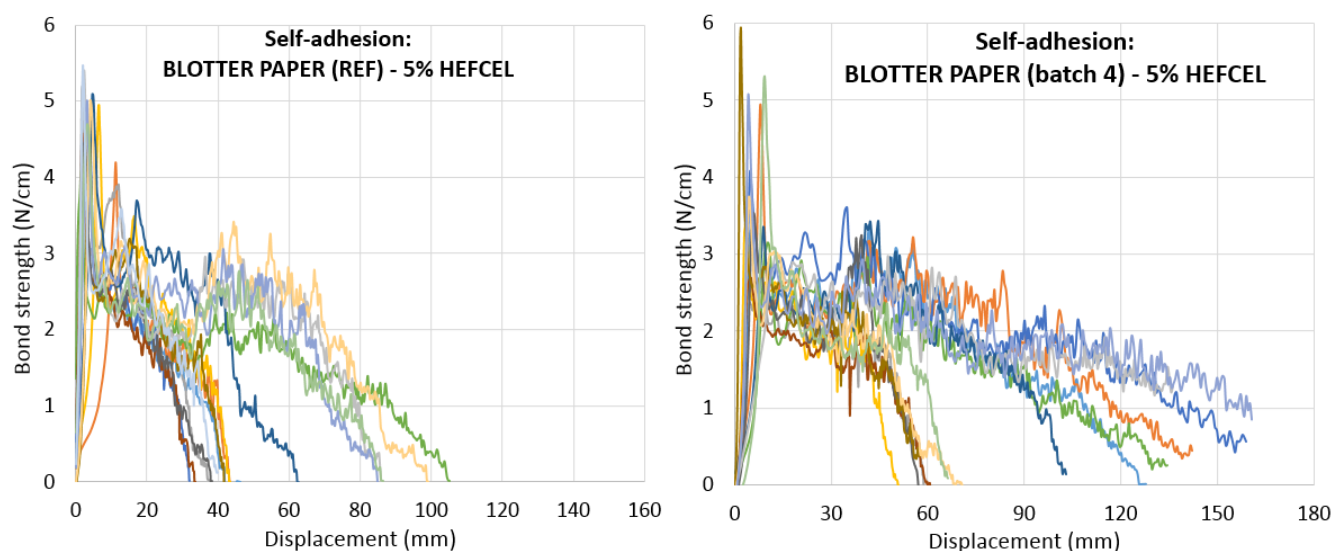 Self-adhesion:
BLOTTER PAPER (REF) - 5% HEFCEL
Bond strength (N/cm)
6
5
4
3
2
1
0
0 20 40 60 80 100 120 140 160
Displacement (mm)
Self-adhesion:
BLOTTER PAPER (batch 4) - 5% HEFCEL
Bond strength (N/cm)
6
5
4
3
2
1
0
0 30 60 90 120 150 180
Displacement (mm)